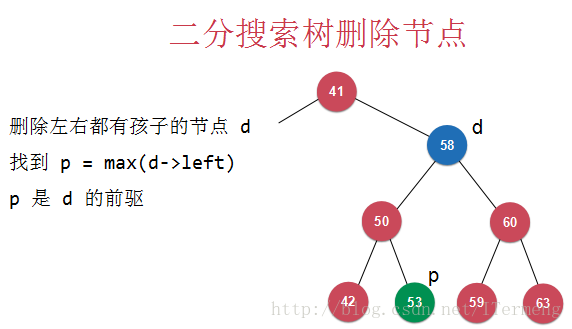 二分搜索树删除节点
41
删除左右都有孩子的节点 d
d
58
找到 p = max(d->left)
p 是 d 的前驱
50
60
p
42
53
59
63
http://blog.csdn.net/iTermeng